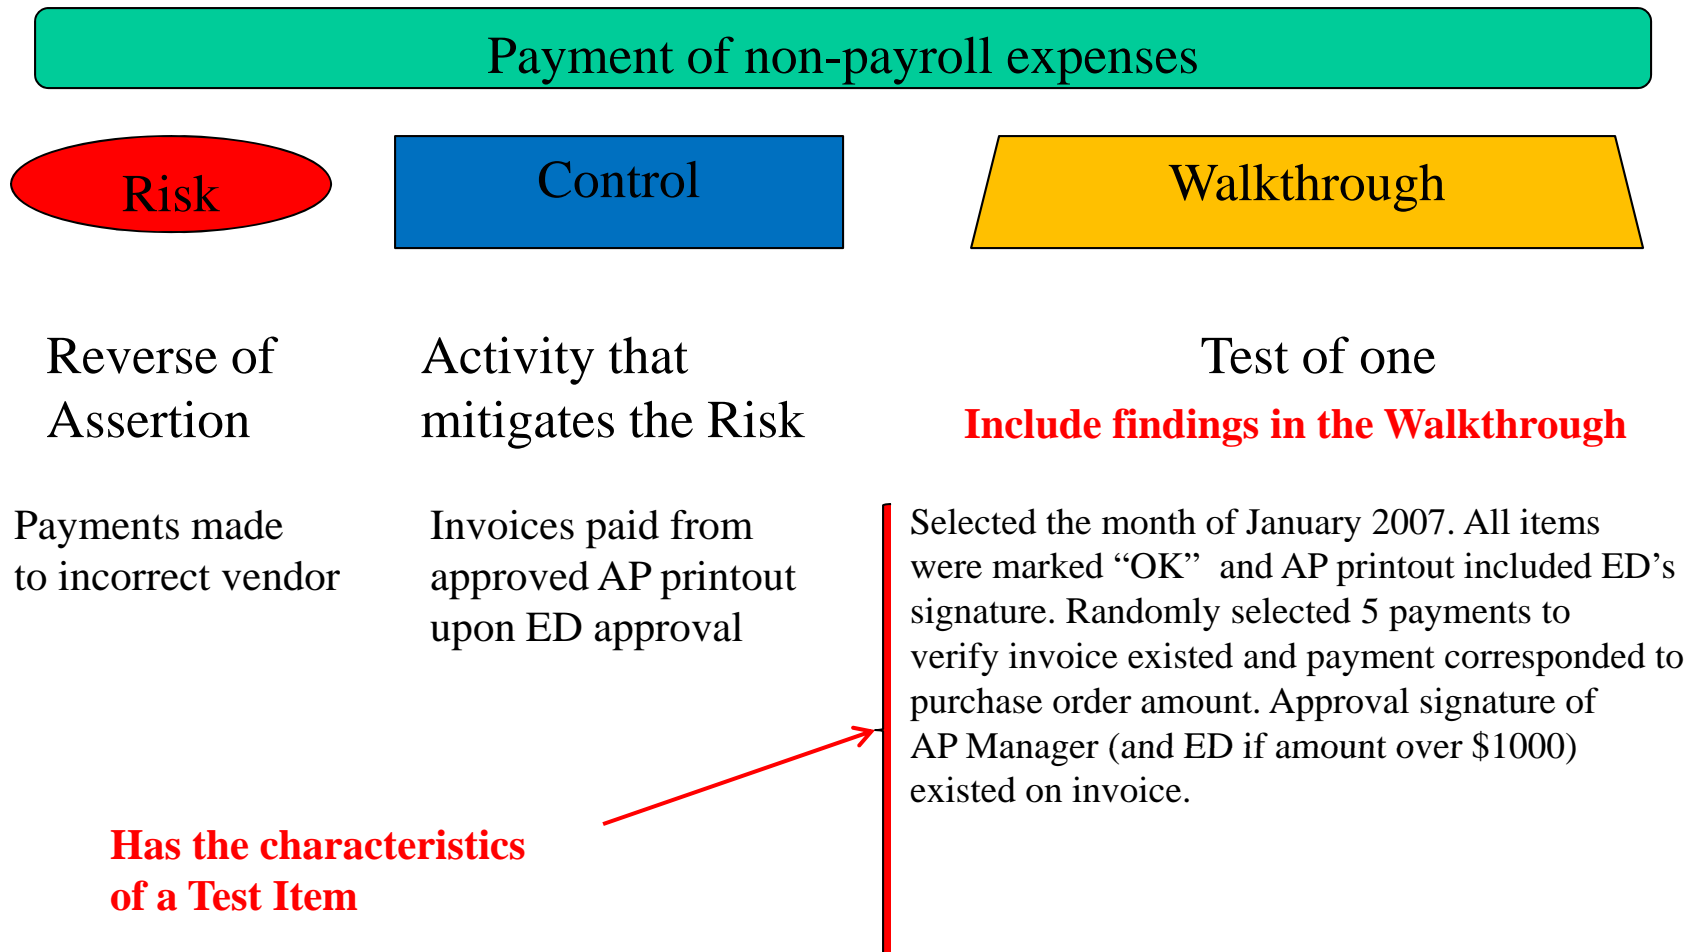 Payment of non-payroll expenses
Risk
Control
Walkthrough
Reverse of
Assertion
Activity that
mitigates the Risk
Test of one
Include findings in the Walkthrough
Payments made
to incorrect vendor
Invoices paid from
approved AP printout
upon ED approval
Selected the month of January 2007. All items
were marked “OK”  and AP printout included ED’s
signature. Randomly selected 5 payments to
verify invoice existed and payment corresponded to
purchase order amount. Approval signature of
AP Manager (and ED if amount over $1000)
existed on invoice.
Has the characteristics
of a Test Item